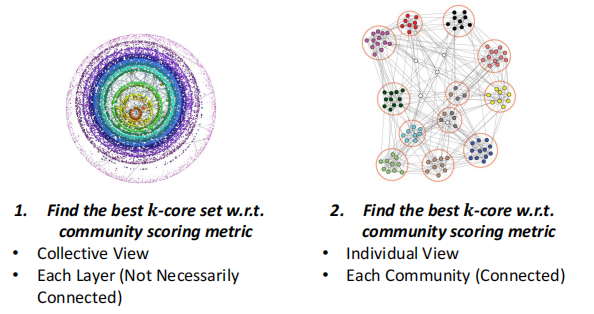 1. Find the best k-core set w.r.t.
community scoring metric
• Collective View
• Each Layer (Not Necessarily
Connected)
2. Find the best k-core w.r.t.
community scoring metric
• Individual View
• Each Community (Connected)